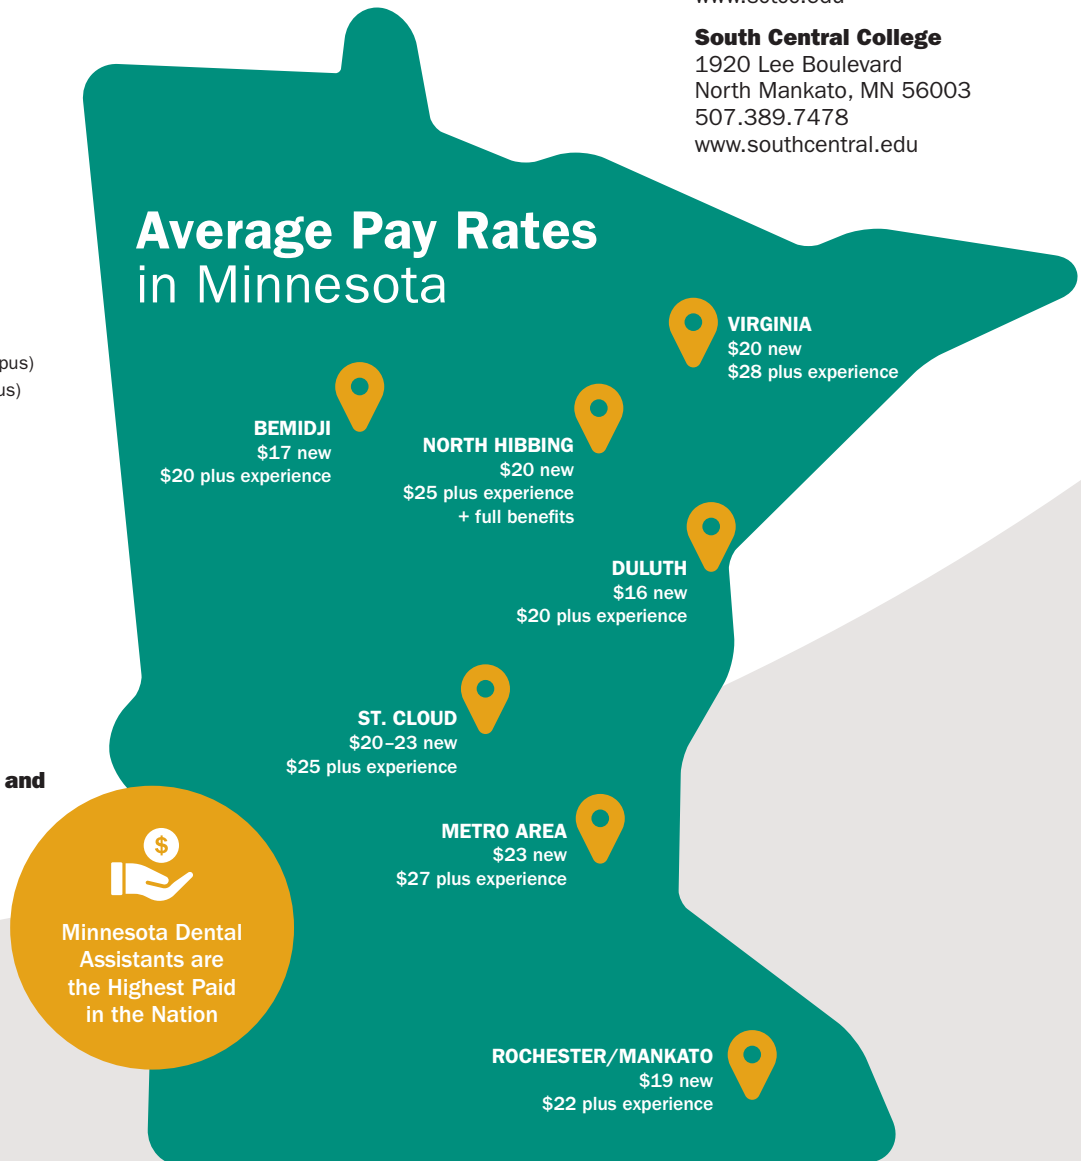 South Central College
1920 Lee Boulevard
North Mankato, MN 56003
507.389.7478
www.southcentral.edu
Average Pay Rates
in Minnesota
VIRGINIA
$20 new
$28 plus experience
BEMIDJI
$17 new
$20 plus experience
NORTH HIBBING
$20 new
$25 plus experience
+ full benefits
DULUTH
$16 new
$20 plus experience
ST. CLOUD
$20–23 new
$25 plus experience
and
METRO AREA
$23 new
$27 plus experience
$
Minnesota Dental
Assistants are
the Highest Paid
in the Nation
ROCHESTER/MANKATO
$19 new
$22 plus experience